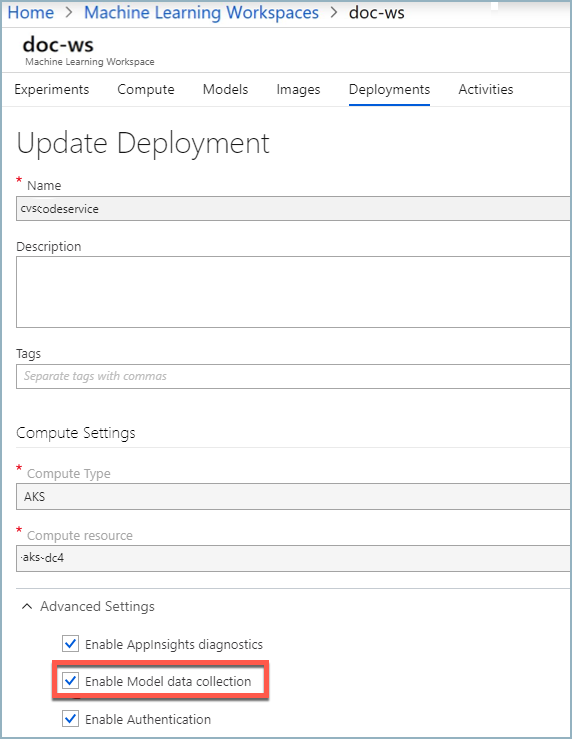 Home > Machine Learning Workspaces > doc-ws
doc-ws
Machine Learning Workspace
Experiments Compute Models Images Deployments Activities
Update Deployment
* Name
cvscodeservice
Description
Tags
Separate tags with commas
Compute Settings
* Compute Type
AKS
* Compute resource
aks-dc4
Advanced Settings
Enable AppInsights diagnostics
Enable Model data collection
Enable Authentication